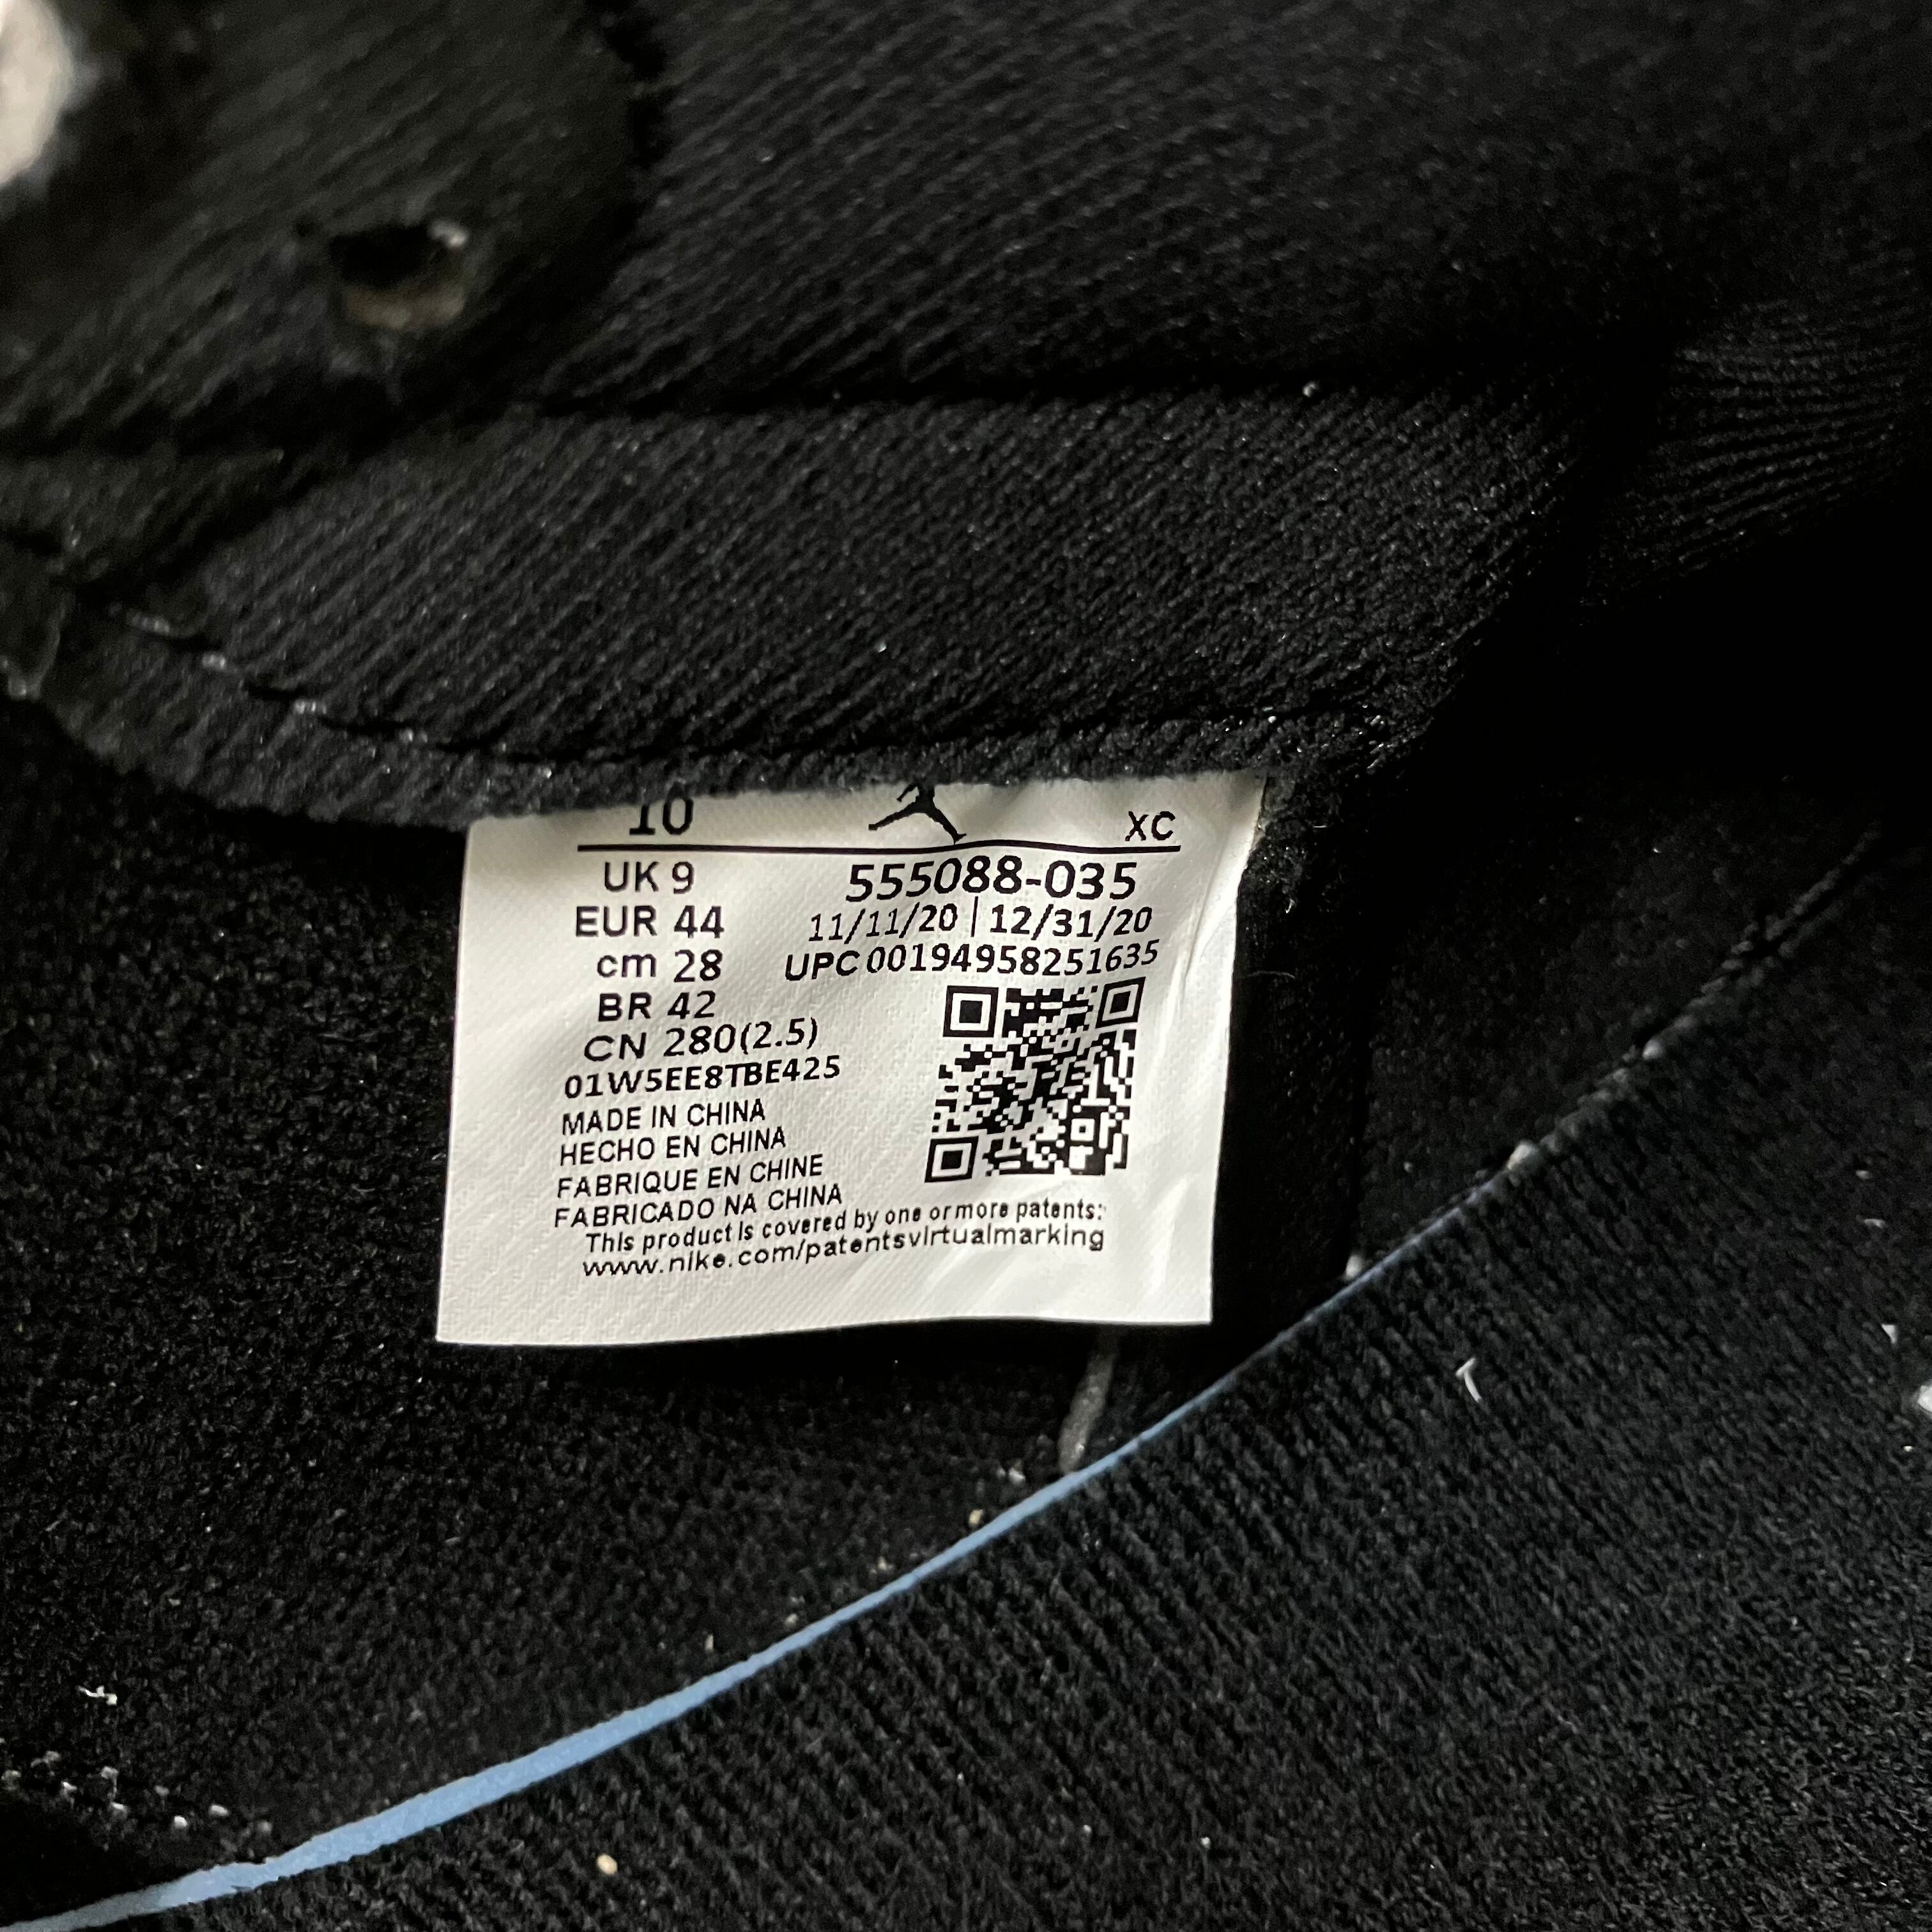 10 XC
UK 9 555088-035
EUR 44 11/11/20 | 12/31/20
cm 28 UPC 00194958251635
BR 42
CN 280(2.5)
01W5EE8TBE425
MADE IN CHINA
HECHO EN CHINA
FABRIQUE EN CHINE
FABRICADO NA CHINA
This product is covered by one or more patents:
www.nike.com/patentsvirtualmarking